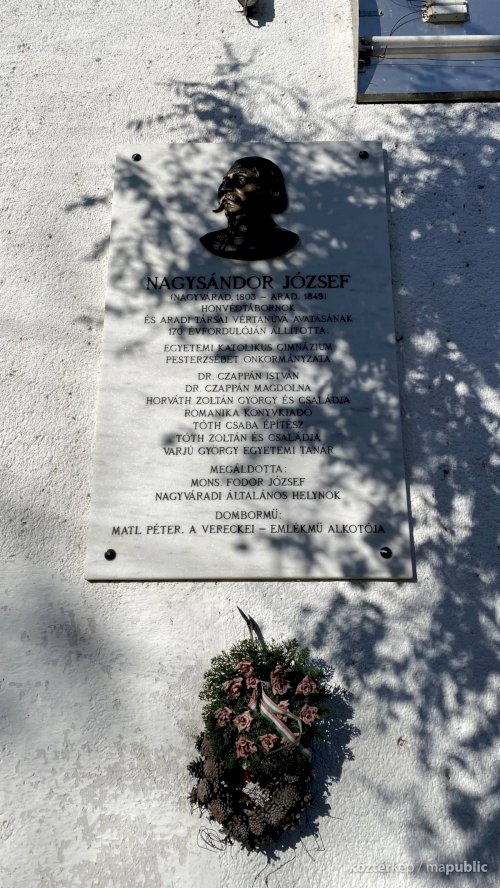 NAGYSÁNDOR JÓZSEF
(NAGYVÁRAD, 1803 – ARAD, 1849)
HONVÉDTÁBORNOK
ÉS ARADI TÁRSAI VÉRTANÚVÁ AVATÁSÁNAK
170. ÉVFORDULÓJÁN ÁLLÍTOTTA:
EGYETEMI KATOLIKUS GIMNÁZIUM
PESTERZSÉBET ÖNKORMÁNYZATA
DR. CZAPPÁN ISTVÁN
DR. CZAPPÁN MAGDOLNA
HORVÁTH ZOLTÁN GYÖRGY ÉS CSALÁDJA
ROMANIKA KÖNYVKIADÓ
TÓTH CSABA ÉPÍTÉSZ
TÓTH ZOLTÁN ÉS CSALÁDJA
VARJÚ GYÖRGY EGYETEMI TANÁR
MEGÁLDOTTA:
MONS. FODOR JÓZSEF
NAGYVÁRADI ÁLTALÁNOS HELYNÖK
DOMBORMŰ:
MATL PÉTER, A VERECKEI – EMLÉKMŰ ALKOTÓJA
köztérkép / mapublic